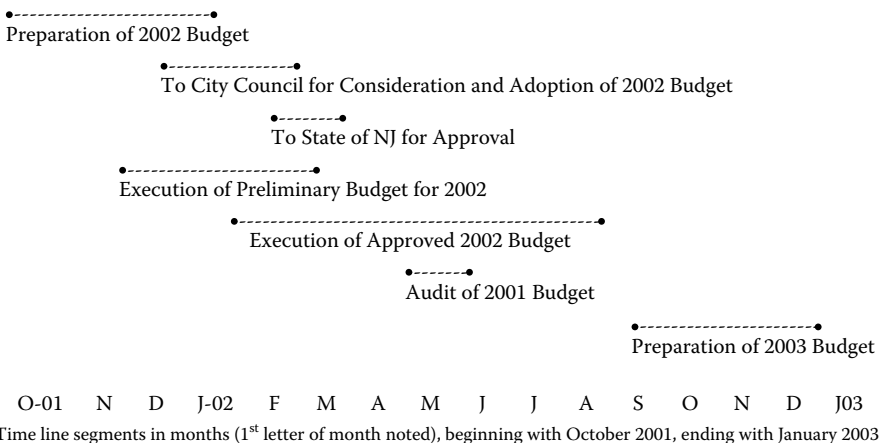 Preparation of 2002 Budget
To City Council for Consideration and Adoption of 2002 Budget
To State of NJ for Approval
Execution of Preliminary Budget for 2002
Execution of Approved 2002 Budget
Audit of 2001 Budget
Preparation of 2003 Budget
O-01 N D J-02 F M A M J J A S O N D J03
Time line segments in months (1st letter of month noted), beginning with October 2001, ending with January 2003